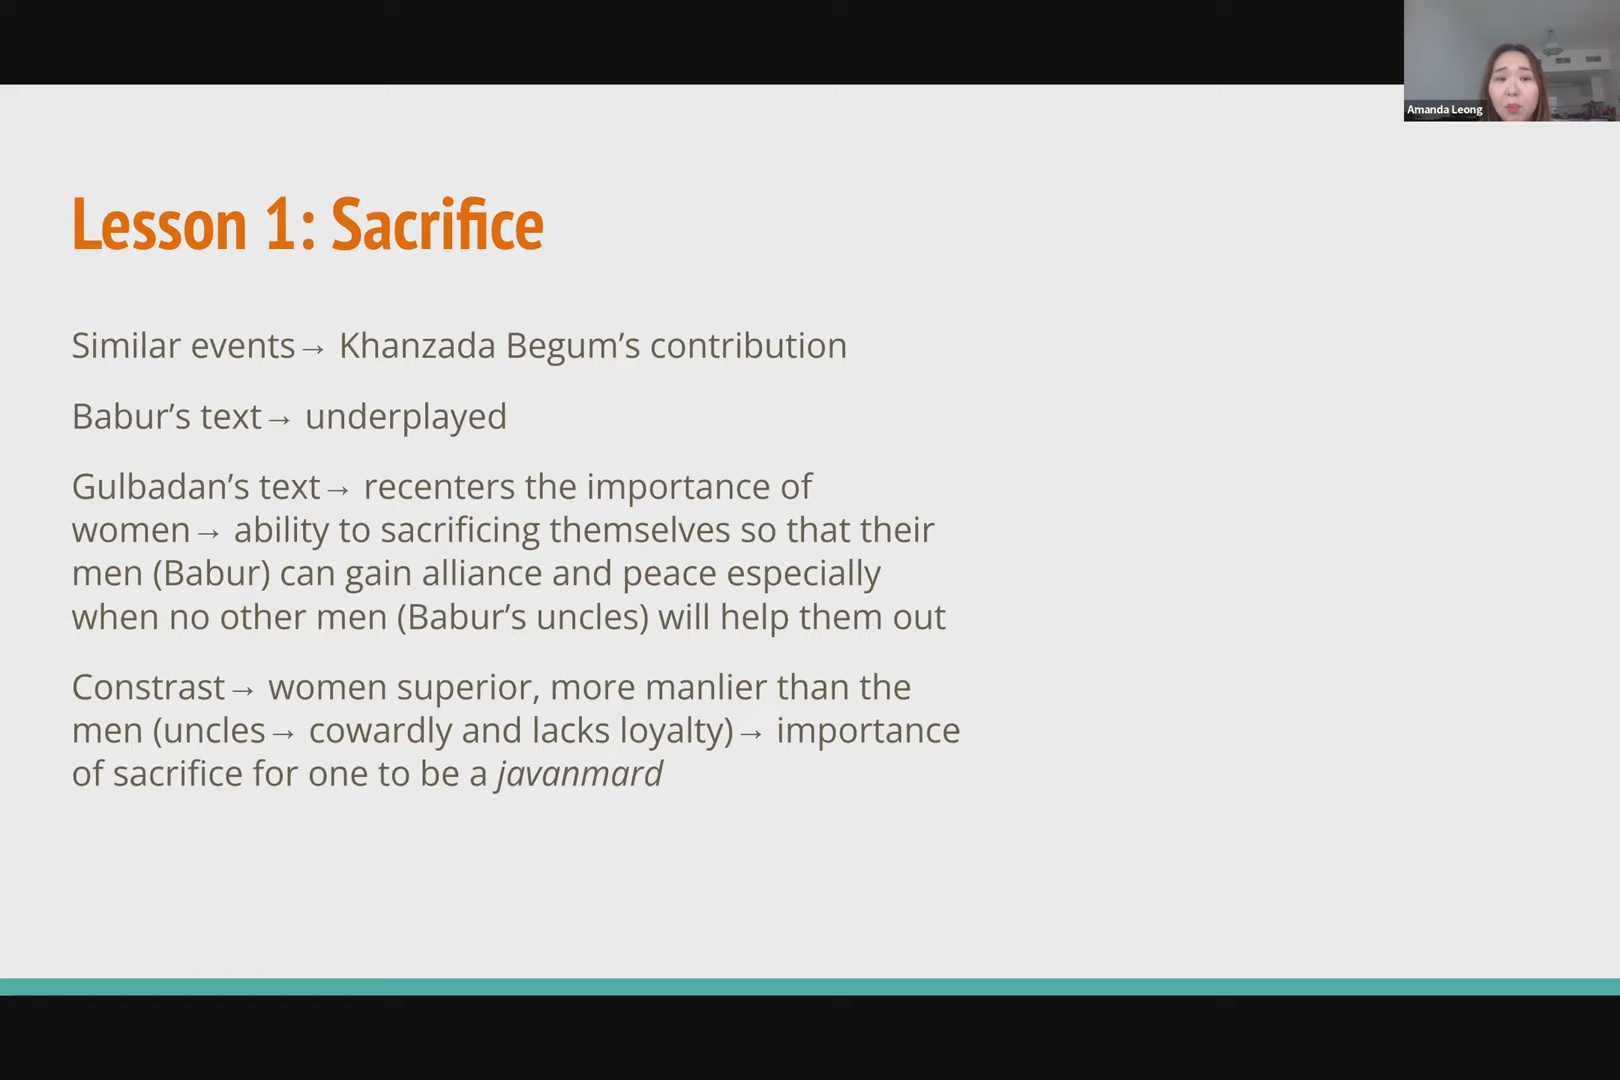 Amanda Leong
Lesson 1: Sacrifice
Similar events→ Khanzada Begum’s contribution
Babur’s text→ underplayed
Gulbadan’s text→ recenters the importance of
women→ ability to sacrificing themselves so that their
men (Babur) can gain alliance and peace especially
when no other men (Babur’s uncles) will help them out
Constrast→ women superior, more manlier than the
men (uncles→ cowardly and lacks loyalty)→ importance
of sacrifice for one to be a javanmard